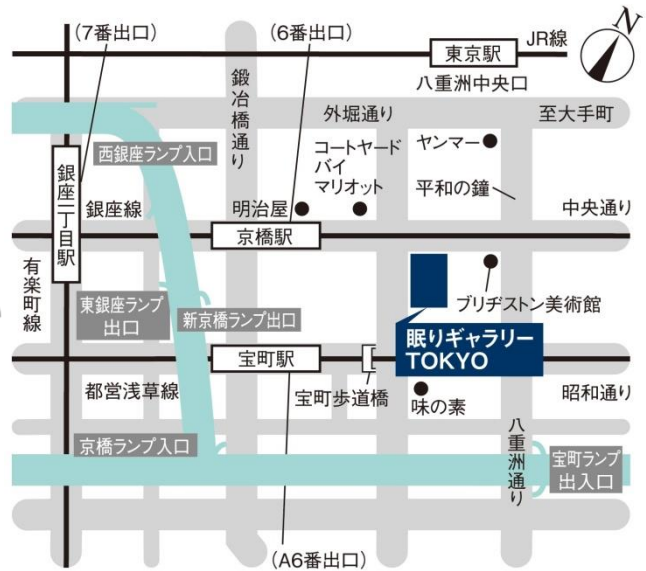 (7番出口)
(6番出口)
N
JR線
東京駅
八重洲中央口
鍛冶橋通り
外堀通り
至大手町
西銀座ランプ入口
コートヤード
バイ
マリオット
ヤンマー
平和の鐘
銀座一丁目駅
銀座線
明治屋
中央通り
京橋駅
有楽町線
東銀座ランプ
出口
新京橋ランプ出口
ブリヂストン美術館
眠りギャラリー
TOKYO
宝町駅
都営浅草線
宝町歩道橋
味の素
昭和通り
京橋ランプ入口
八重洲通り
宝町ランプ
出入口
(A6番出口)